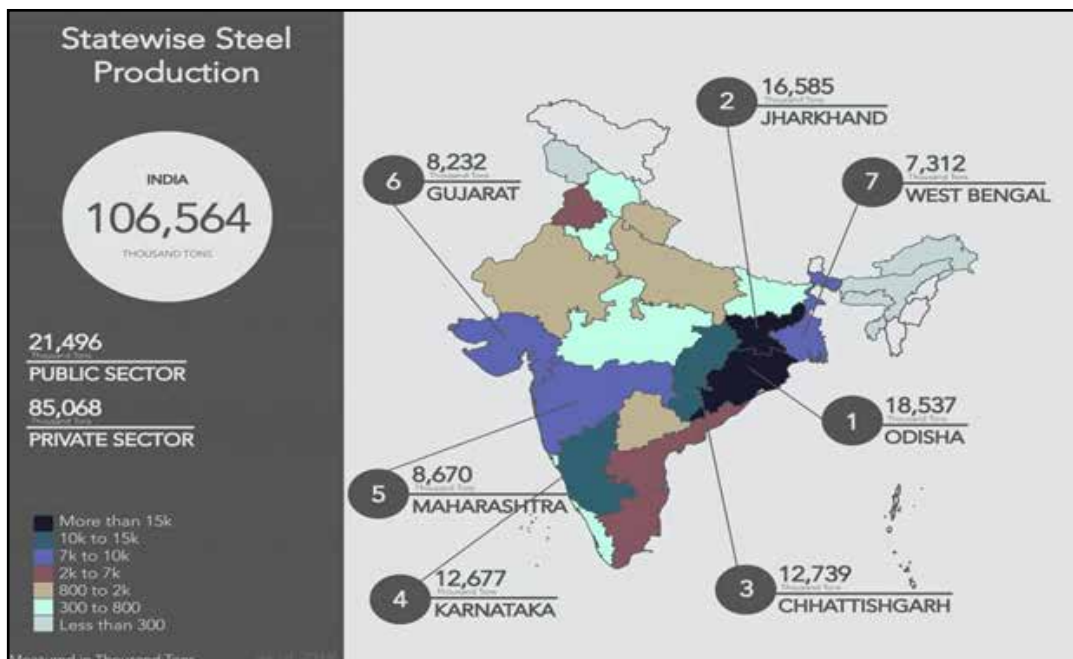 Statewise Steel
Production
INDIA
106,564
THOUSAND TONS
21,496
Thousand Tons
PUBLIC SECTOR
85,068
Thousand Tons
PRIVATE SECTOR
More than 15k
10k to 15k
7k to 10k
2k to 7k
800 to 2k
300 to 800
Less than 300
Measured in Thousand Tons
2
16,585
Thousand Tons
JHARKHAND
6
8,232
Thousand Tons
GUJARAT
7
7,312
Thousand Tons
WEST BENGAL
1
18,537
Thousand Tons
ODISHA
5
8,670
Thousand Tons
MAHARASHTRA
4
12,677
Thousand Tons
KARNATAKA
3
12,739
Thousand Tons
CHHATTISHGARH